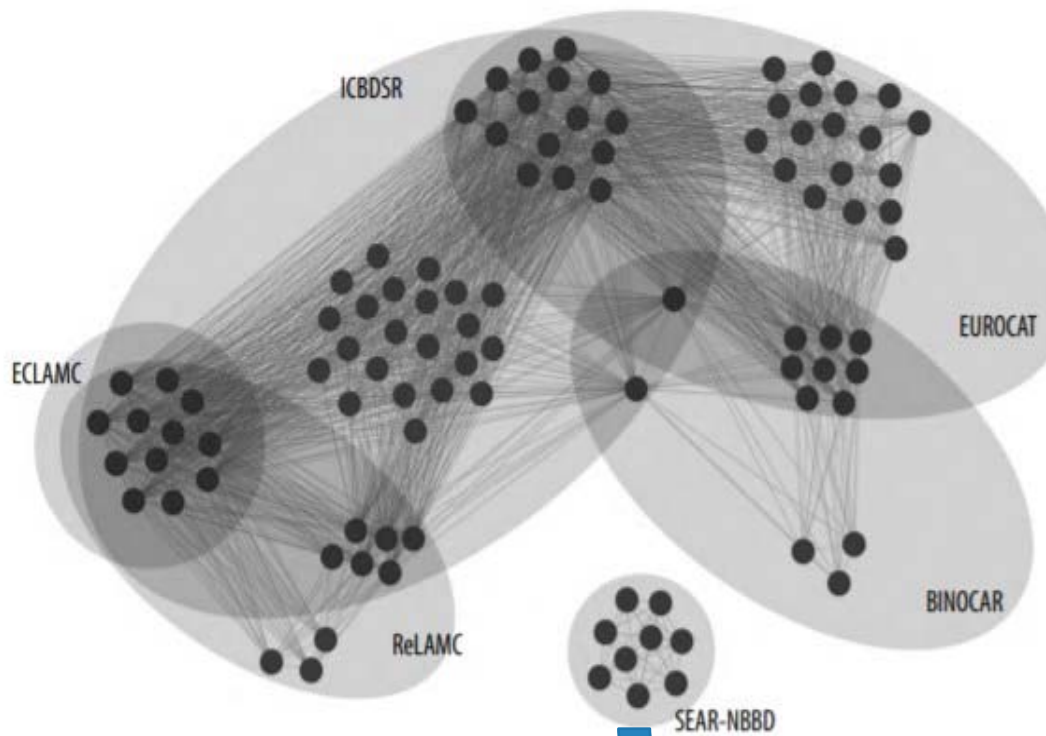 ICBDSR
EUROCAT
ECLAMC
BINOCAR
ReLAMC
SEAR-NBBD